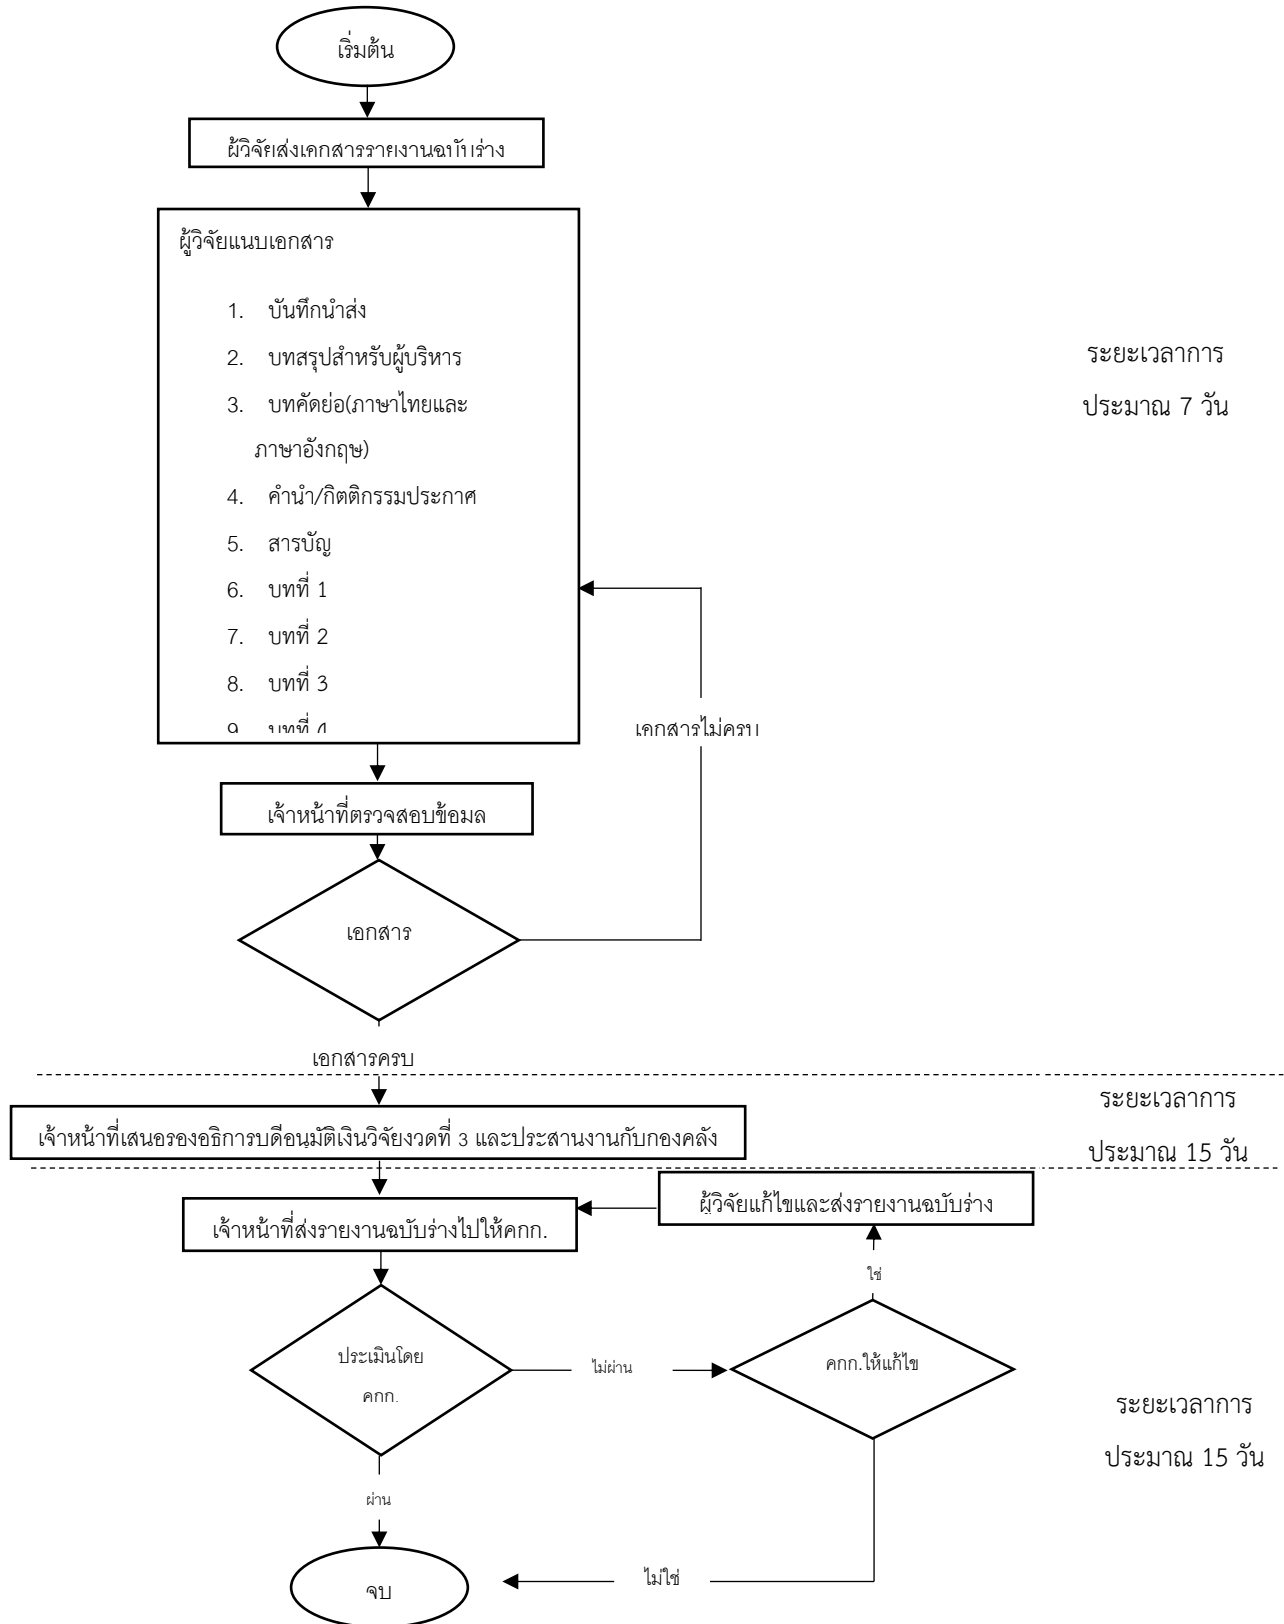 เริ่มต้น
ผู้วิจัยส่งเอกสารรายงานฉบับร่าง
ผู้วิจัยแนบเอกสาร
1. บันทึกนำส่ง
2. บทสรุปสำหรับผู้บริหาร
ระยะเวลาการ
3. บทคัดย่อ(ภาษาไทยและ
ประมาณ 7 วัน
ภาษาอังกฤษ)
4. คำนำ/กิตติกรรมประกาศ
5. สารบัญ
6. บทที่ 1
7. บทที่ 2
8. บทที่ 3
9. บทที่ 4
เอกสารไม่ครบ
เจ้าหน้าที่ตรวจสอบข้อมูล
เอกสาร
เอกสารครบ
ระยะเวลาการ
เจ้าหน้าที่เสนอรองอธิการบดีอนุมัติเงินวิจัยงวดที่ 3 และประสานงานกับกองคลัง
ประมาณ 15 วัน
ผู้วิจัยแก้ไขและส่งรายงานฉบับร่าง
เจ้าหน้าที่ส่งรายงานฉบับร่างไปให้คกก.
ใช่
ประเมินโดย
คกก.
ไม่ผ่าน
คกก.ให้แก้ไข
ระยะเวลาการ
ประมาณ 15 วัน
ผ่าน
ไม่ใช่
จบ